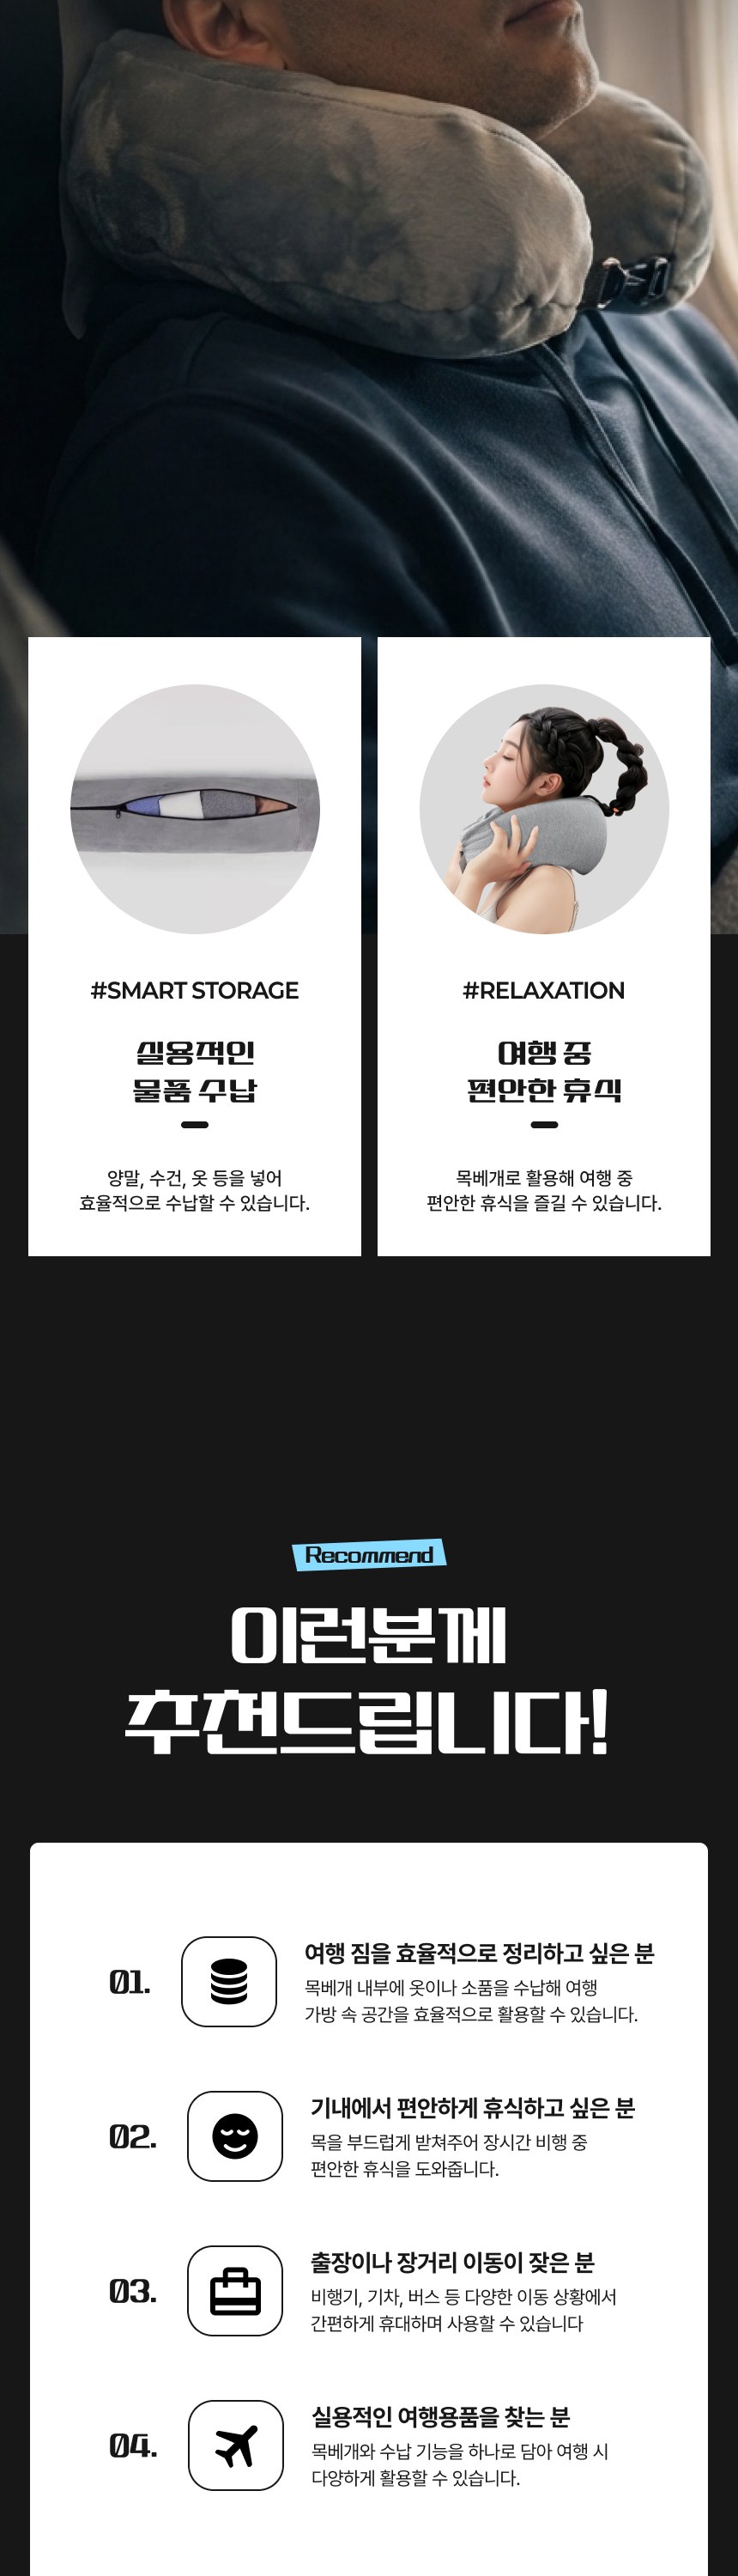 #SMART STORAGE
실용적인
물품 수납
양말, 수건, 옷 등을 넣어
효율적으로 수납할 수 있습니다.
#RELAXATION
여행 중
편안한 휴식
목베개로 활용해 여행 중
편안한 휴식을 즐길 수 있습니다.
Recommend
이런분께
추천드립니다!
01.
여행 짐을 효율적으로 정리하고 싶은 분
목베개 내부에 옷이나 소품을 수납해 여행
가방 속 공간을 효율적으로 활용할 수 있습니다.
02.
기내에서 편안하게 휴식하고 싶은 분
목을 부드럽게 받쳐주어 장시간 비행 중
편안한 휴식을 도와줍니다.
03.
출장이나 장거리 이동이 잦은 분
비행기, 기차, 버스 등 다양한 이동 상황에서
간편하게 휴대하며 사용할 수 있습니다
04.
실용적인 여행용품을 찾는 분
목베개와 수납 기능을 하나로 담아 여행 시
다양하게 활용할 수 있습니다.